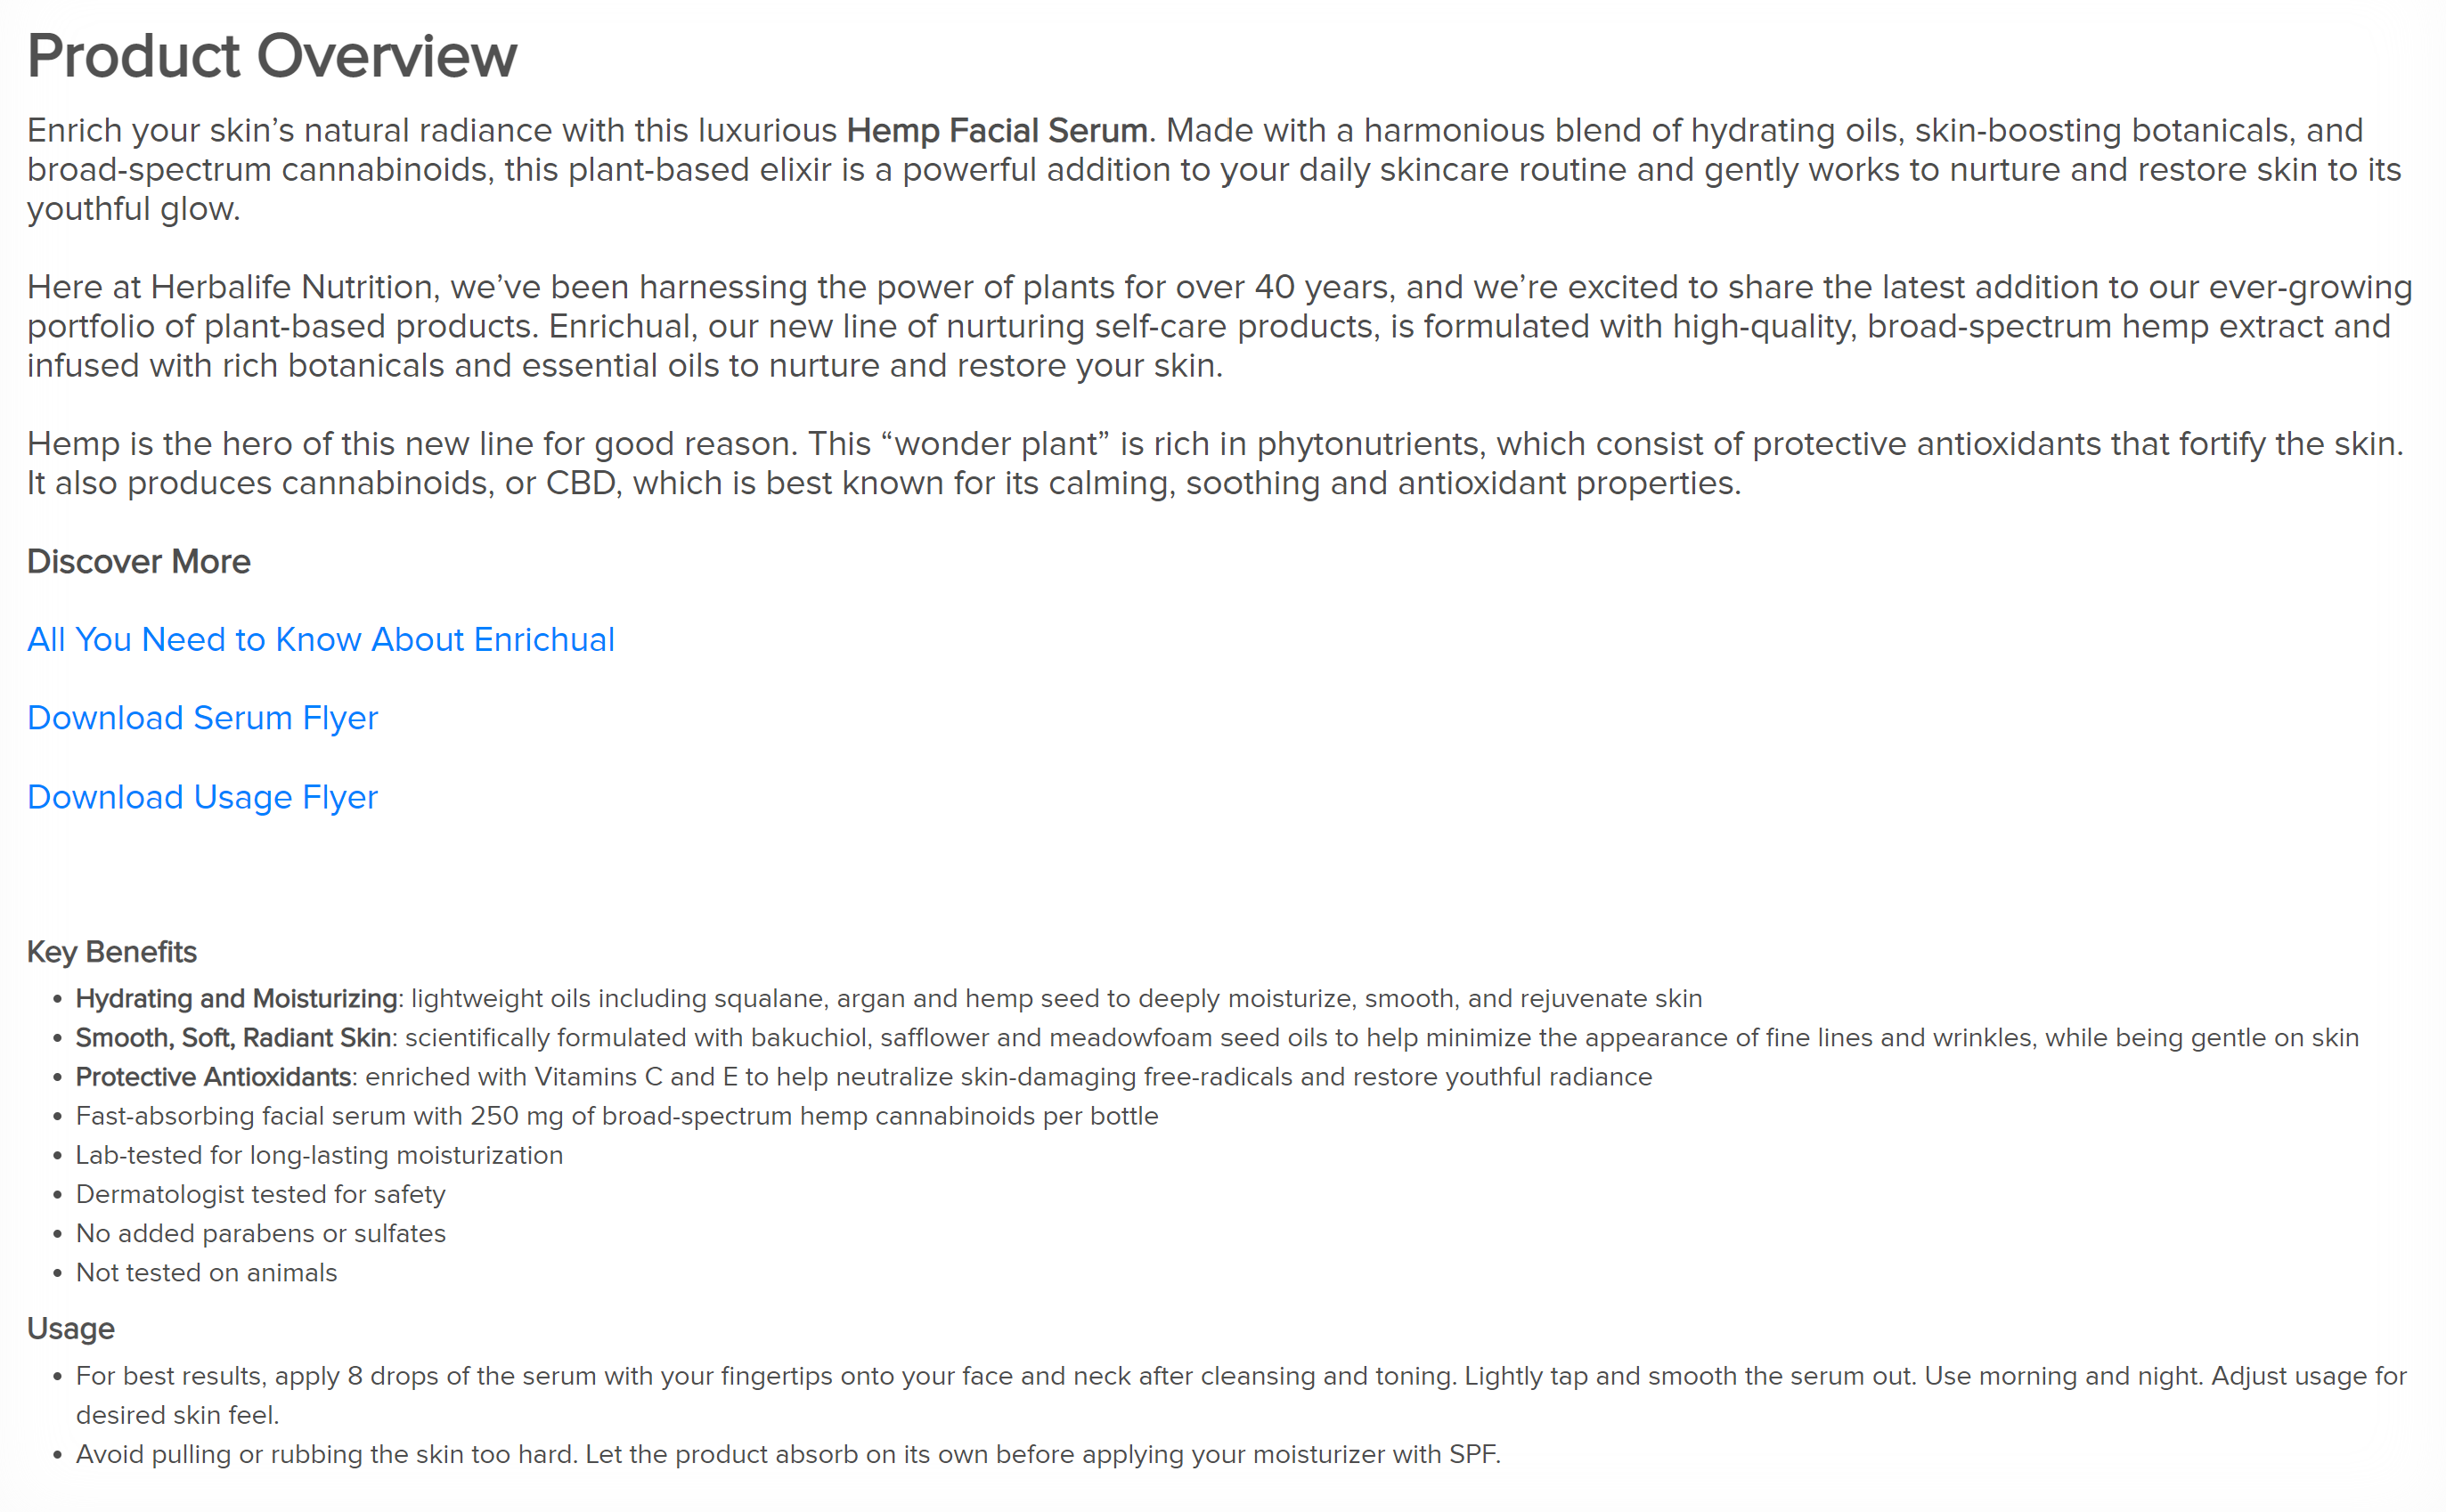 Product Overview
Enrich your skin’s natural radiance with this luxurious Hemp Facial Serum. Made with a harmonious blend of hydrating oils, skin-boosting botanicals, and
broad-spectrum cannabinoids, this plant-based elixir is a powerful addition to your daily skincare routine and gently works to nurture and restore skin to its
youthful glow.
Here at Herbalife Nutrition, we’ve been harnessing the power of plants for over 40 years, and we’re excited to share the latest addition to our ever-growing
portfolio of plant-based products. Enrichual, our new line of nurturing self-care products, is formulated with high-quality, broad-spectrum hemp extract and
infused with rich botanicals and essential oils to nurture and restore your skin.
Hemp is the hero of this new line for good reason. This “wonder plant” is rich in phytonutrients, which consist of protective antioxidants that fortify the skin.
It also produces cannabinoids, or CBD, which is best known for its calming, soothing and antioxidant properties.
Discover More
All You Need to Know About Enrichual
Download Serum Flyer
Download Usage Flyer
Key Benefits
• Hydrating and Moisturizing: lightweight oils including squalane, argan and hemp seed to deeply moisturize, smooth, and rejuvenate skin
• Smooth, Soft, Radiant Skin: scientifically formulated with bakuchiol, safflower and meadowfoam seed oils to help minimize the appearance of fine lines and wrinkles, while being gentle on skin
• Protective Antioxidants: enriched with Vitamins C and E to help neutralize skin-damaging free-radicals and restore youthful radiance
• Fast-absorbing facial serum with 250 mg of broad-spectrum hemp cannabinoids per bottle
• Lab-tested for long-lasting moisturization
• Dermatologist tested for safety
• No added parabens or sulfates
• Not tested on animals
Usage
• For best results, apply 8 drops of the serum with your fingertips onto your face and neck after cleansing and toning. Lightly tap and smooth the serum out. Use morning and night. Adjust usage for
desired skin feel.
• Avoid pulling or rubbing the skin too hard. Let the product absorb on its own before applying your moisturizer with SPF.